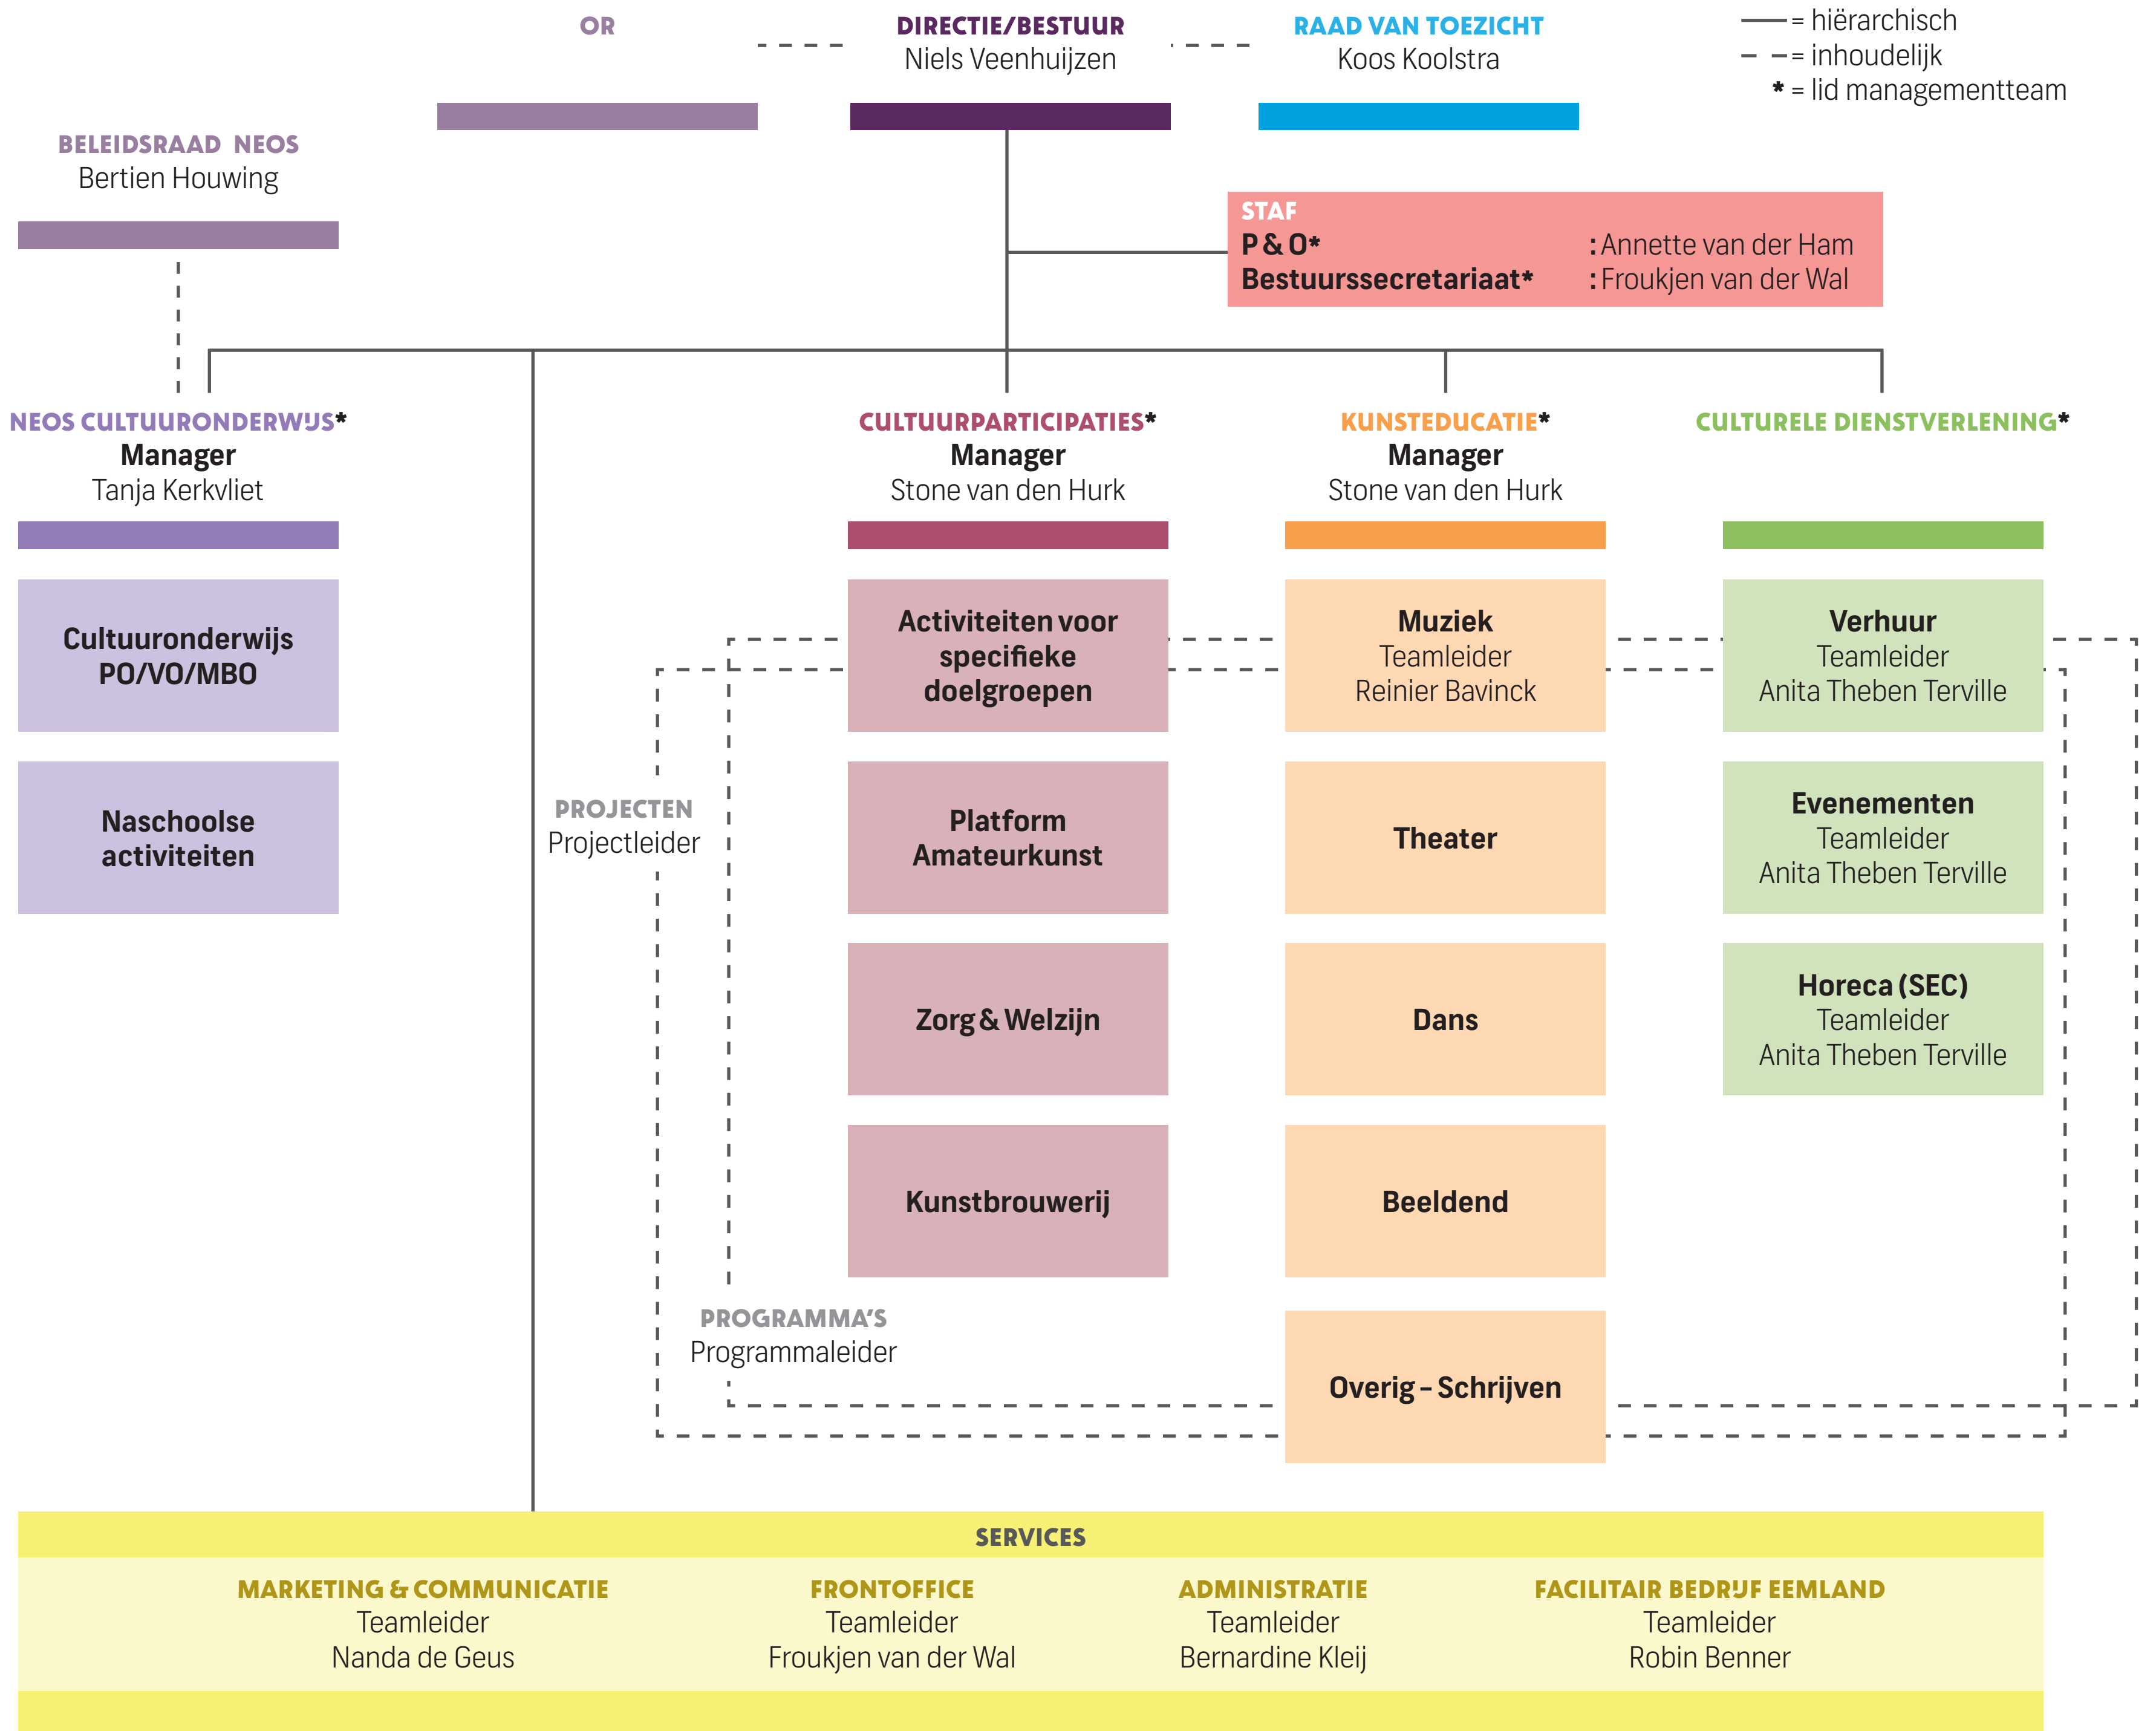 OR
DIRECTIE/BESTUUR
Niels Veenhuijzen
RAAD VAN TOEZICHT
Koos Koolstra
= hiërarchisch
= inhoudelijk
* = lid managementteam
BELEIDSRAAD NEOS
Bertien Houwing
STAF
P & O* : Annette van der Ham
Bestuurssecretariaat* : Froukjen van der Wal
NEOS CULTUURONDERWIJS*
Manager
Tanja Kerkvliet
CULTUURPARTICIPATIES*
Manager
Stone van den Hurk
KUNSTEDUCATIE*
Manager
Stone van den Hurk
CULTURELE DIENSTVERLENING*
Cultuuronderwijs
PO/VO/MBO
Naschoolse
activiteiten
PROJECTEN
Projectleider
PROGRAMMA'S
Programmaleider
Activiteiten voor
specifieke
doelgroepen
Platform
Amateurkunst
Zorg & Welzijn
Kunstbrouwerij
Muziek
Teamleider
Reinier Bavinck
Theater
Dans
Beeldend
Overig – Schrijven
Verhuur
Teamleider
Anita Theben Terville
Evenementen
Teamleider
Anita Theben Terville
Horeca (SEC)
Teamleider
Anita Theben Terville
SERVICES
MARKETING & COMMUNICATIE
Teamleider
Nanda de Geus
FRONTOFFICE
Teamleider
Froukjen van der Wal
ADMINISTRATIE
Teamleider
Bernardine Kleij
FACILITAIR BEDRIJF EEMLAND
Teamleider
Robin Benner